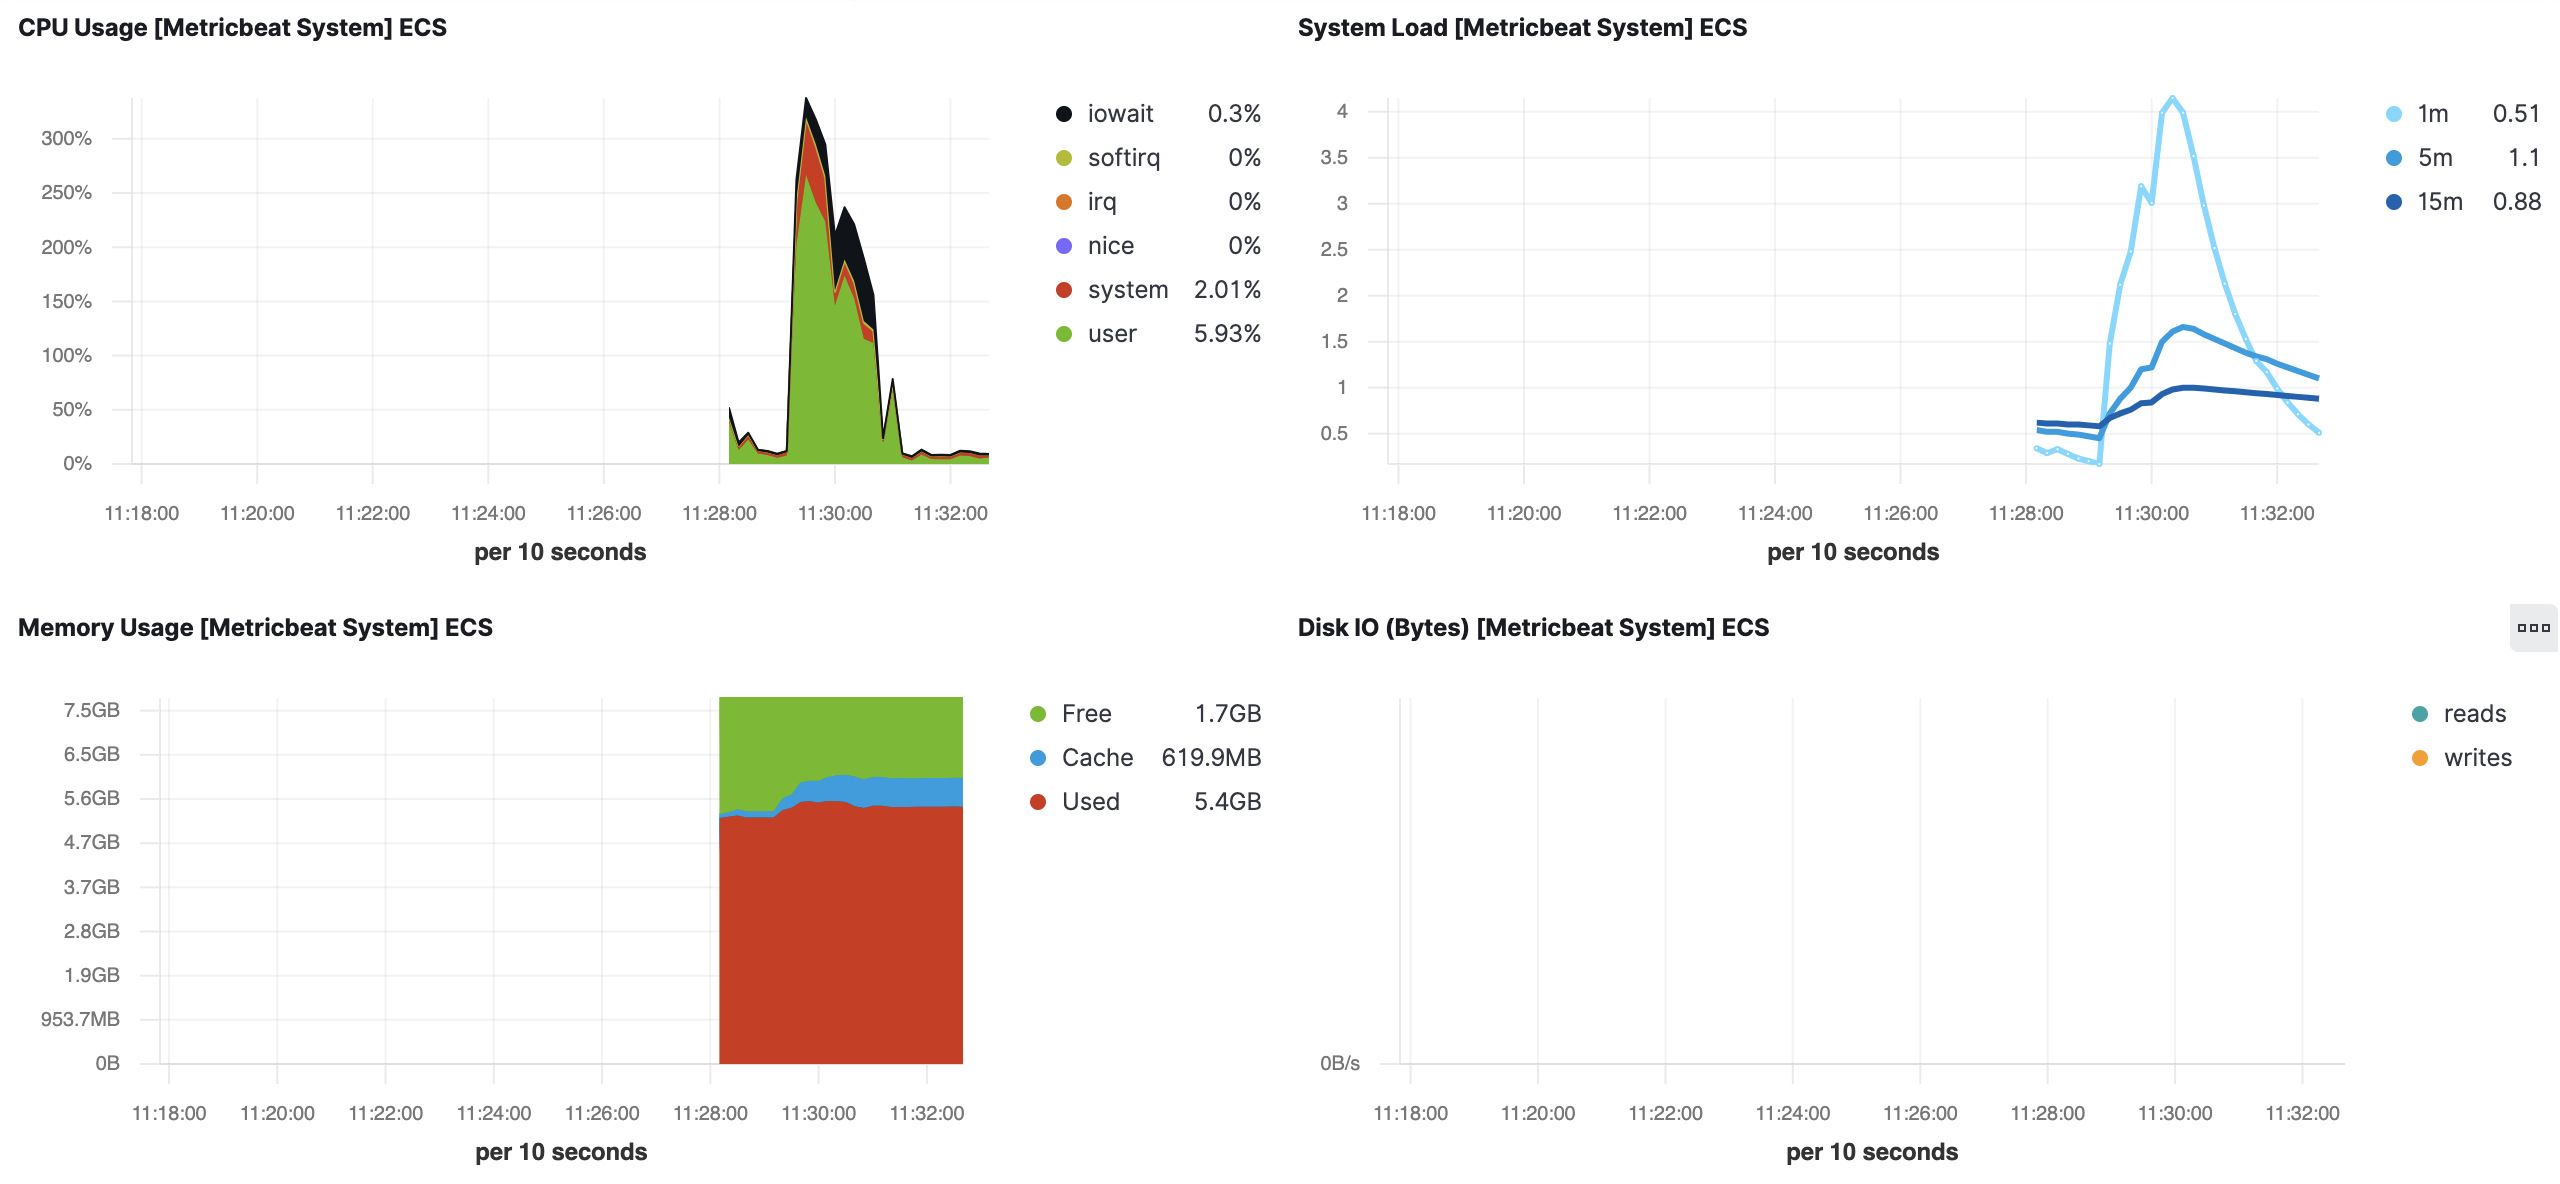 CPU Usage [Metricbeat System] ECS
300%
250%
200%
150%
100%
50%
0%
11:18:00 11:20:00 11:22:00 11:24:00 11:26:00 11:28:00 11:30:00 11:32:00
per 10 seconds
iowait 0.3%
softirq 0%
irq 0%
nice 0%
system 2.01%
user 5.93%
System Load [Metricbeat System] ECS
4
3.5
3
2.5
2
1.5
1
0.5
11:18:00 11:20:00 11:22:00 11:24:00 11:26:00 11:28:00 11:30:00 11:32:00
per 10 seconds
1m 0.51
5m 1.1
15m 0.88
Memory Usage [Metricbeat System] ECS
7.5GB
6.5GB
5.6GB
4.7GB
3.7GB
2.8GB
1.9GB
953.7MB
0B
11:18:00 11:20:00 11:22:00 11:24:00 11:26:00 11:28:00 11:30:00 11:32:00
per 10 seconds
Free 1.7GB
Cache 619.9MB
Used 5.4GB
Disk IO (Bytes) [Metricbeat System] ECS
0B/s
11:18:00 11:20:00 11:22:00 11:24:00 11:26:00 11:28:00 11:30:00 11:32:00
per 10 seconds
reads
writes